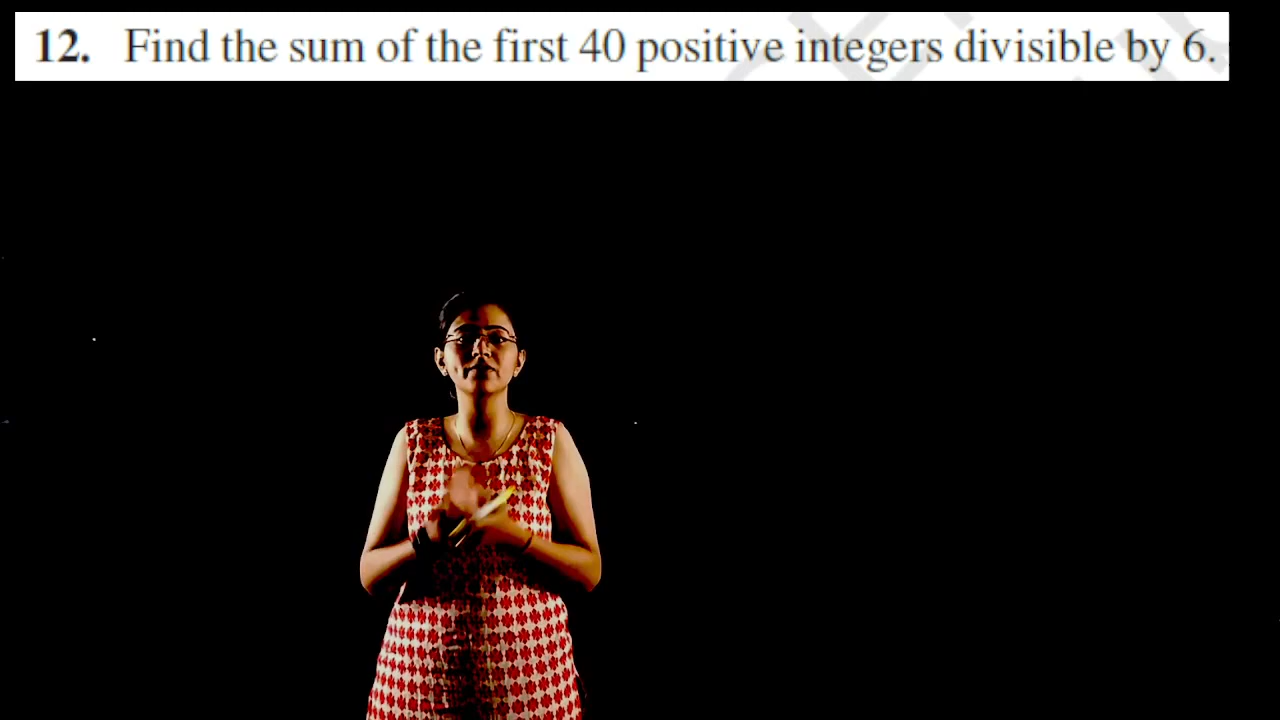 12. Find the sum of the first 40 positive integers divisible by 6.